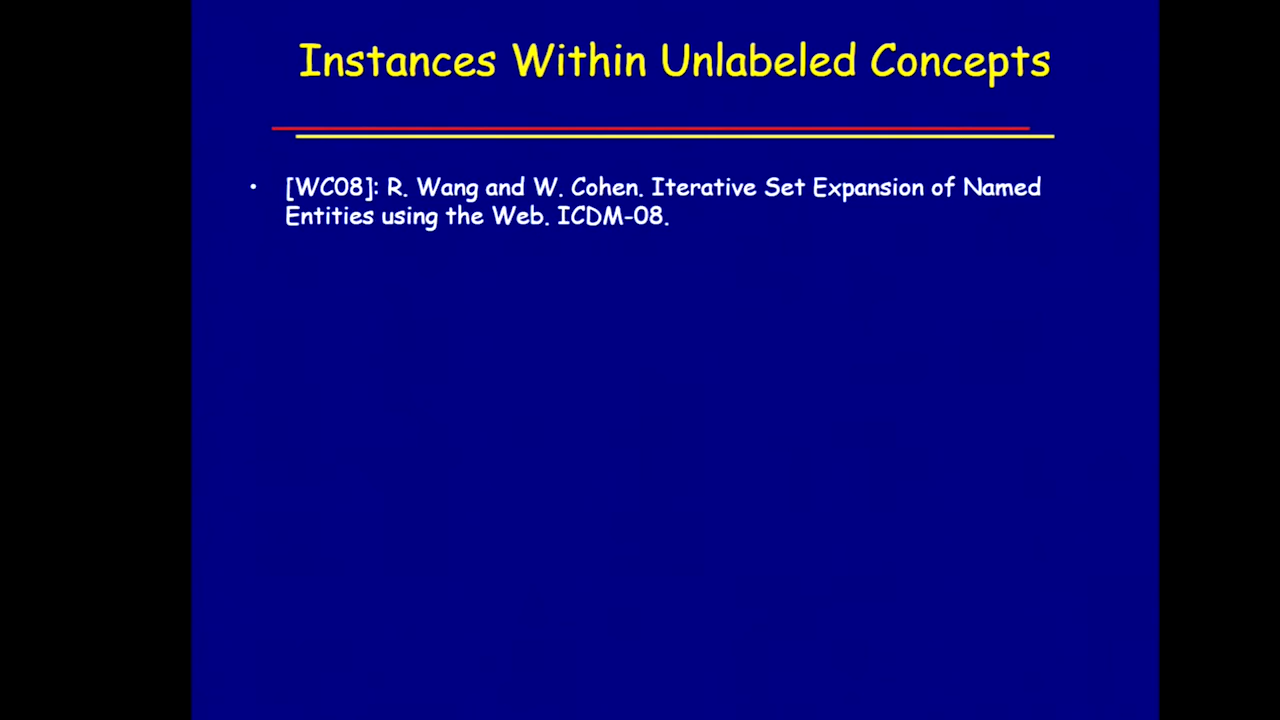 Instances Within Unlabeled Concepts
• [WC08]: R. Wang and W. Cohen. Iterative Set Expansion of Named
Entities using the Web. ICDM-08.